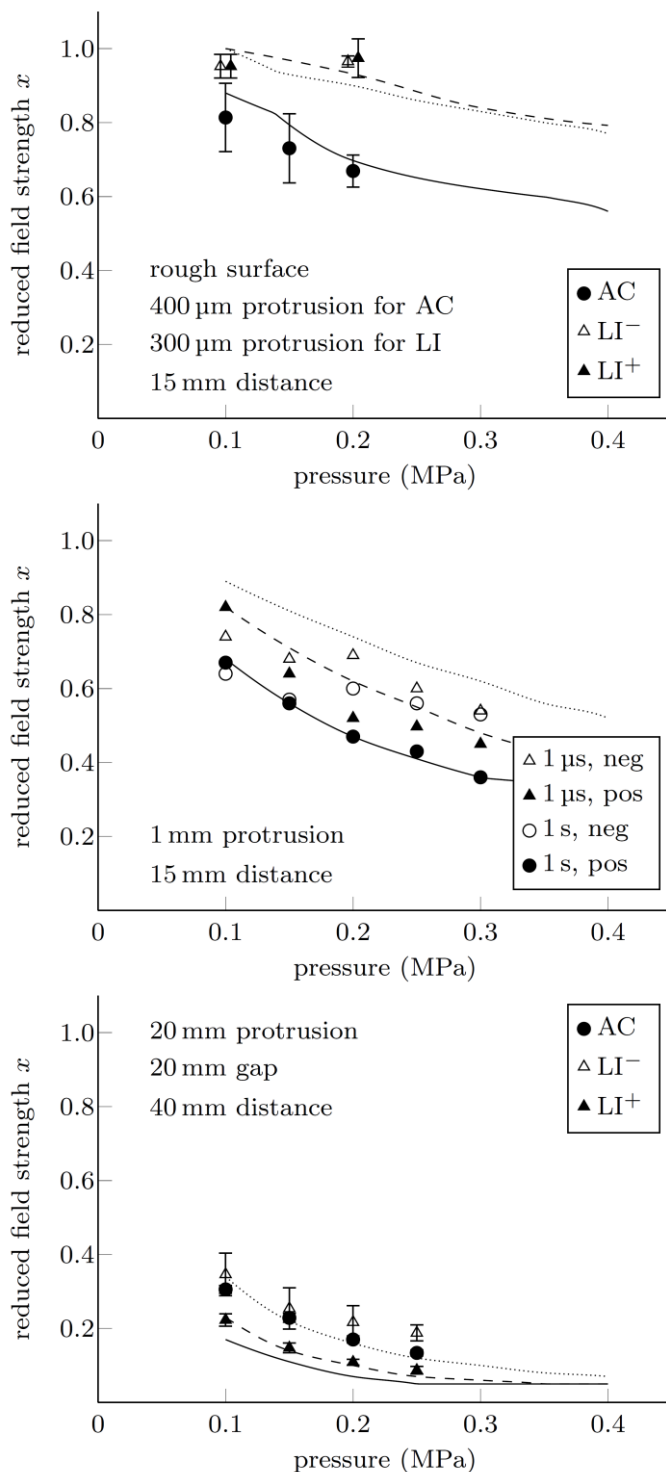 1.0
0.8
0.6
0.4
0.2
reduced field strength x
rough surface
400 µm protrusion for AC
300 µm protrusion for LI
15 mm distance
AC
LI⁻
LI⁺
0
0.1
0.2
0.3
0.4
pressure (MPa)
1.0
0.8
0.6
0.4
0.2
reduced field strength x
1 mm protrusion
15 mm distance
1 µs, neg
1 µs, pos
1 s, neg
1 s, pos
0
0.1
0.2
0.3
0.4
pressure (MPa)
1.0
0.8
0.6
0.4
0.2
reduced field strength x
20 mm protrusion
20 mm gap
40 mm distance
AC
LI⁻
LI⁺
0
0.1
0.2
0.3
0.4
pressure (MPa)